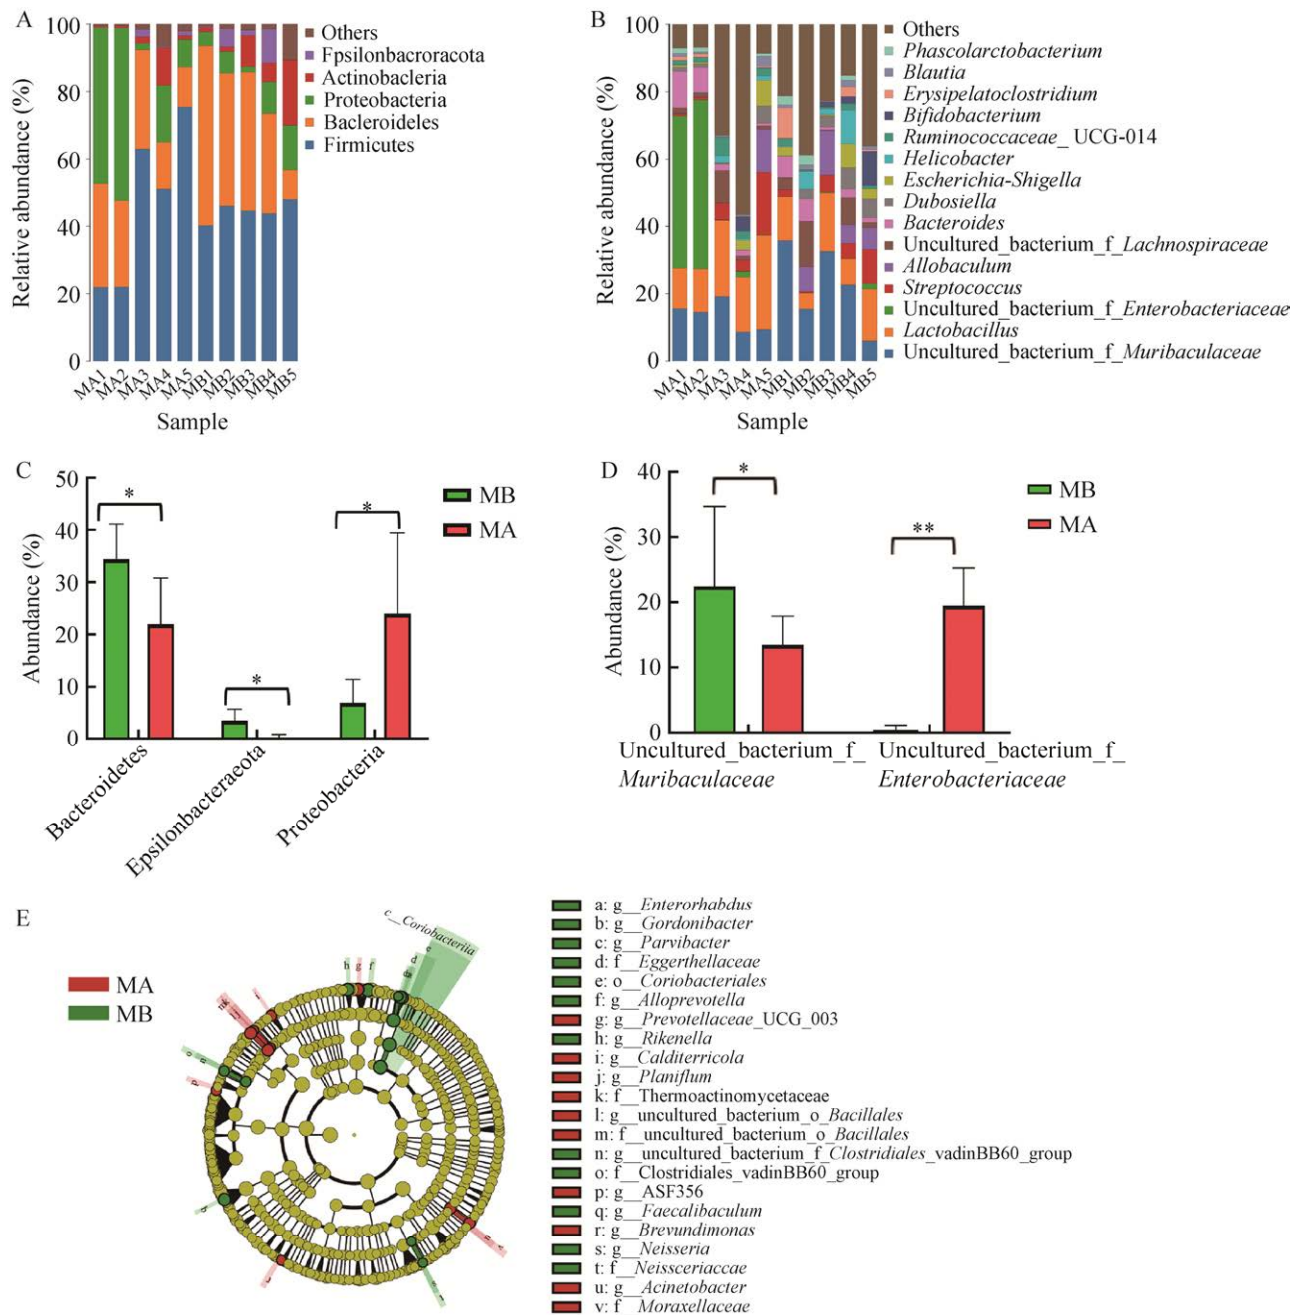 A
100
80
60
40
20
0
Relative abundance (%)
MA1
MA2
MA3
MA4
MA5
MB1
MB2
MB3
MB4
MB5
Sample
Others
Fpsilonbacroracota
Actinobacleria
Proteobacteria
Bacleroideles
Firmicutes
B
100
80
60
40
20
0
Relative abundance (%)
MA1
MA2
MA3
MA4
MA5
MB1
MB2
MB3
MB4
MB5
Sample
Others
Phascolarctobacterium
Blautia
Erysipelatoclostridium
Bifidobacterium
Ruminococcaceae_ UCG-014
Helicobacter
Escherichia-Shigella
Dubosiella
Bacteroides
Uncultured_bacterium_f_Lachnospiraceae
Allobaculum
Streptococcus
Uncultured_bacterium_f_Enterobacteriaceae
Lactobacillus
Uncultured_bacterium_f_Muribaculaceae
C
50
40
30
20
10
0
Abundance (%)
*
*
*
MB
MA
Bacteroidetes
Epsilonbacteraeota
Proteobacteria
D
40
30
20
10
0
Abundance (%)
*
**
MB
MA
Uncultured_bacterium_f_
Muribaculaceae
Uncultured_bacterium_f_
Enterobacteriaceae
E
MA
MB
c__Coriobacteriia
h
g
f
d
p
a: g__Enterorhabdus
b: g__Gordonibacter
c: g__Parvibacter
d: f__Eggerthellaceae
e: o__Coriobacteriales
f: g__Alloprevotella
g: g__Prevotellaceae_UCG_003
h: g__Rikenella
i: g__Calditerricola
j: g__Planiflum
k: f__Thermoactinomycetaceae
l: g__uncultured_bacterium_o_Bacillales
m: f__uncultured_bacterium_o_Bacillales
n: g__uncultured_bacterium_f_Clostridiales_vadinBB60_group
o: f__Clostridiales_vadinBB60_group
p: g__ASF356
q: g__Faecalibaculum
r: g__Brevundimonas
s: g__Neisseria
t: f__Neissceriaccae
u: g__Acinetobacter
v: f__Moraxellaceae